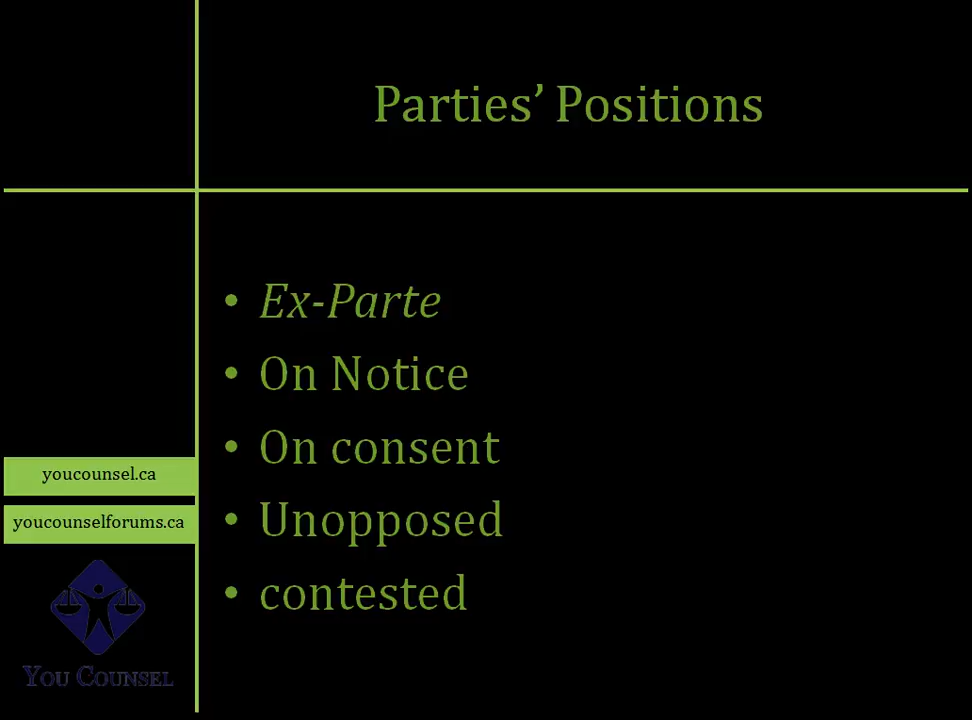 Parties’ Positions
• Ex-Parte
• On Notice
• On consent
• Unopposed
• contested
youcounsel.ca
youcounselforums.ca
YOU COUNSEL